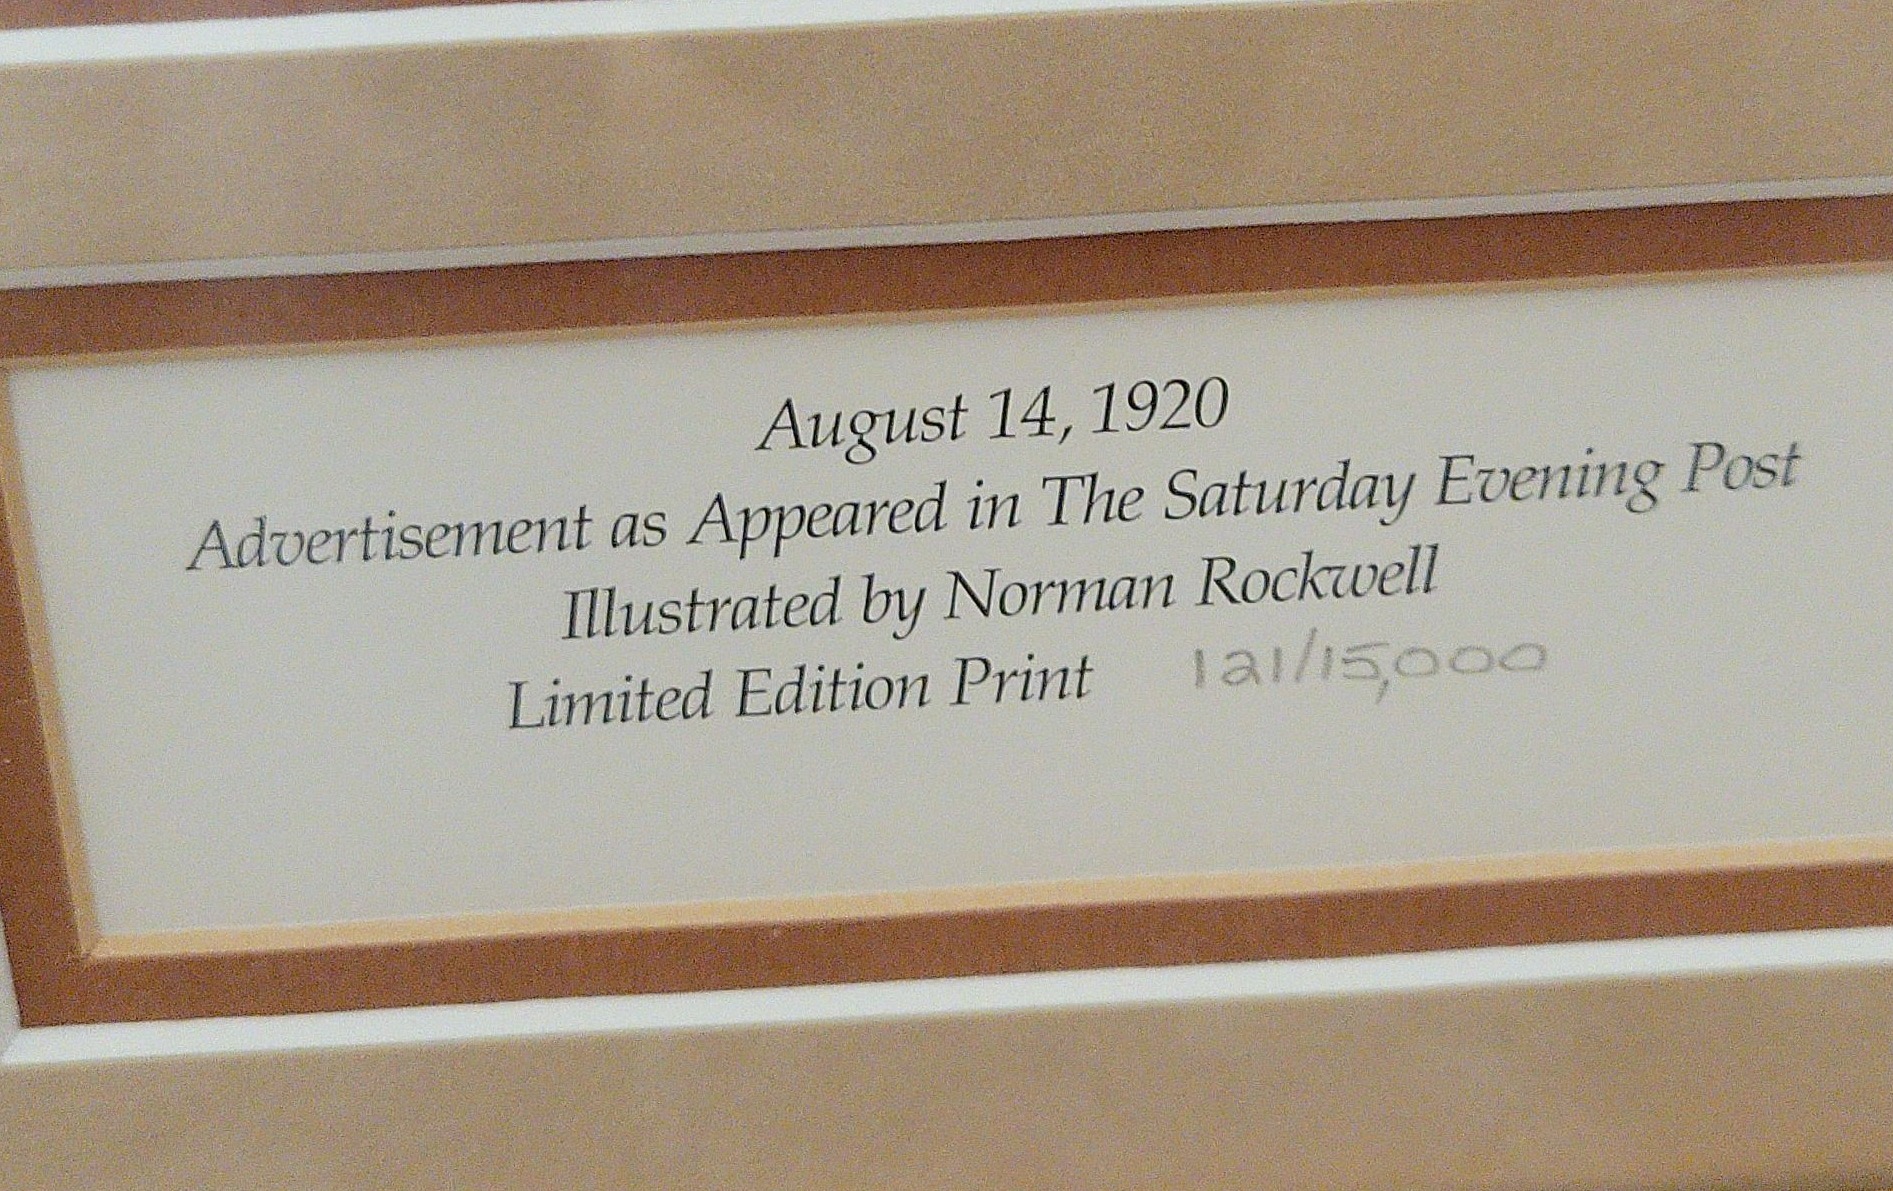 August 14, 1920
Advertisement as Appeared in The Saturday Evening Post
Illustrated by Norman Rockwell
Limited Edition Print 121/15,000